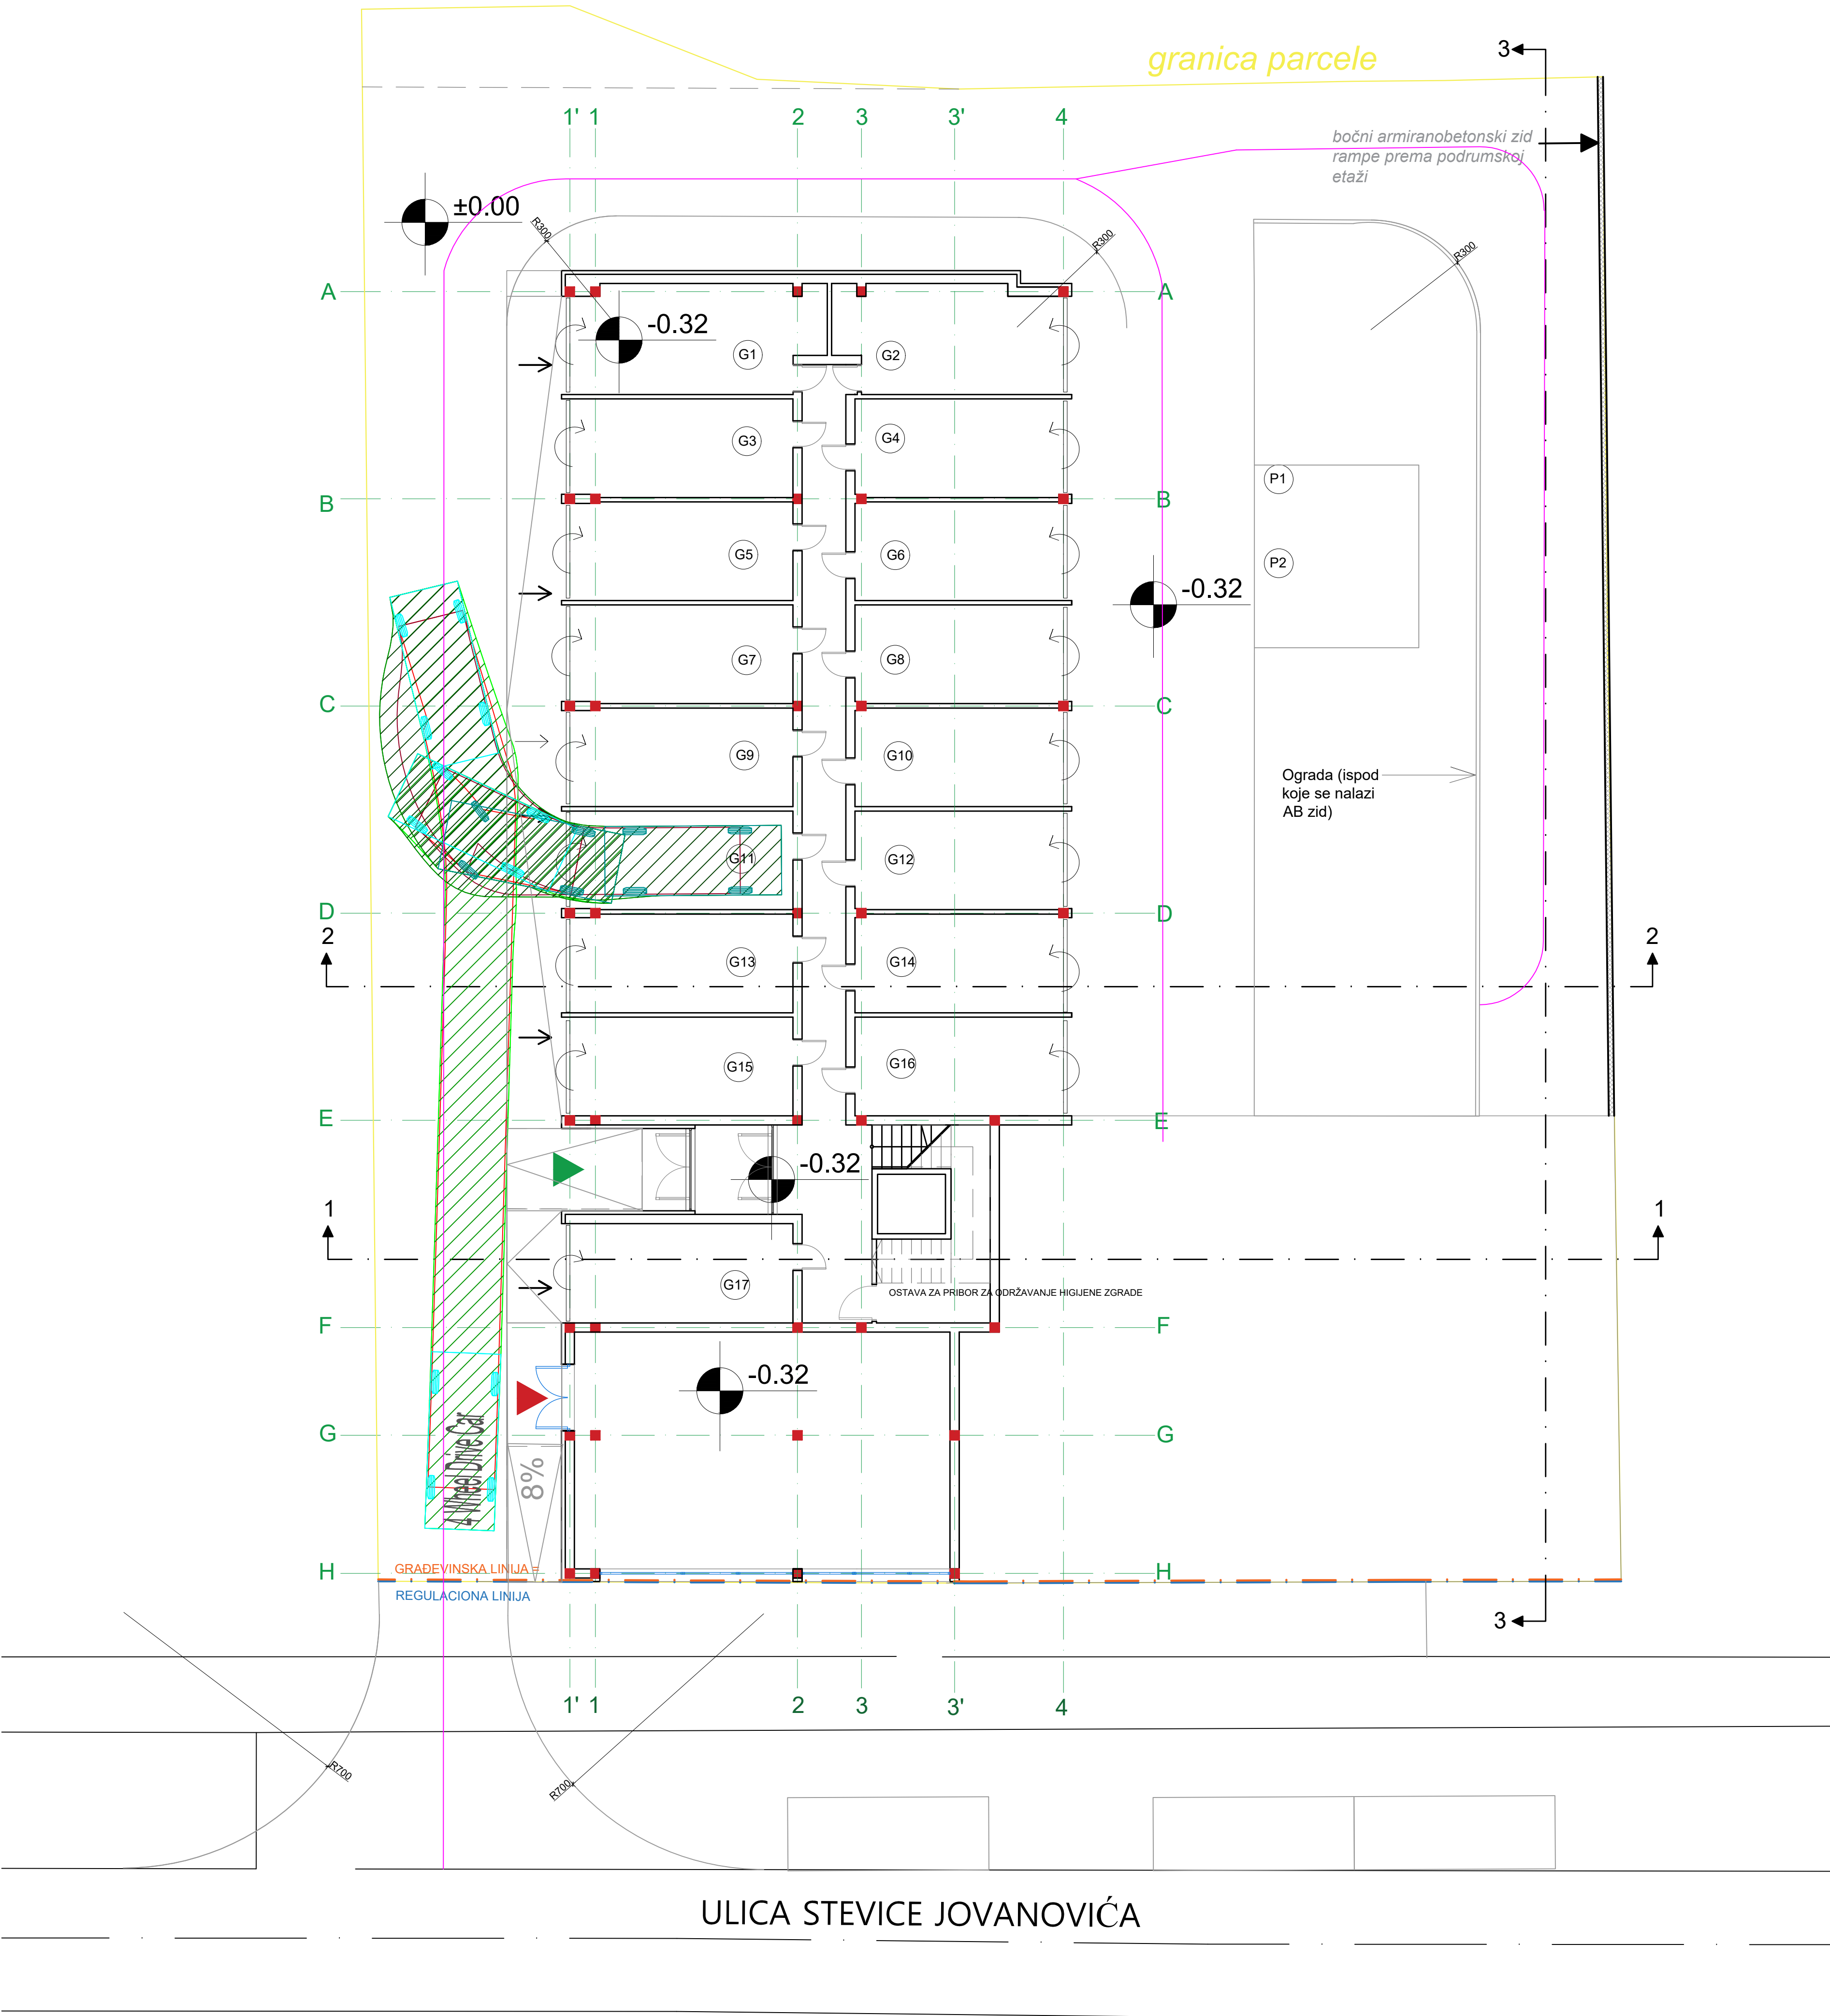 granica parcele
3
1' 1 2 3 3' 4
bočni armiranobetonski zid
rampe prema podrumskoj
etaži
±0.00
R300
R300
R300
A
A
-0.32
G1
G2
G3
G4
P1
B
B
G5
G6
P2
-0.32
G7
G8
C
C
G9
G10
Ograda (ispod
koje se nalazi
AB zid)
G11
G12
D
D
2
2
G13
G14
G15
G16
E
E
-0.32
1
1
G17
OSTAVA ZA PRIBOR ZA ODRŽAVANJE HIGIJENE ZGRADE
F
F
-0.32
G
G
4 Wheel Drive Car
8%
H
H
GRAĐEVINSKA LINIJA =
REGULACIONA LINIJA
3
1' 1 2 3 3' 4
R700
R700
ULICA STEVICE JOVANOVIĆA